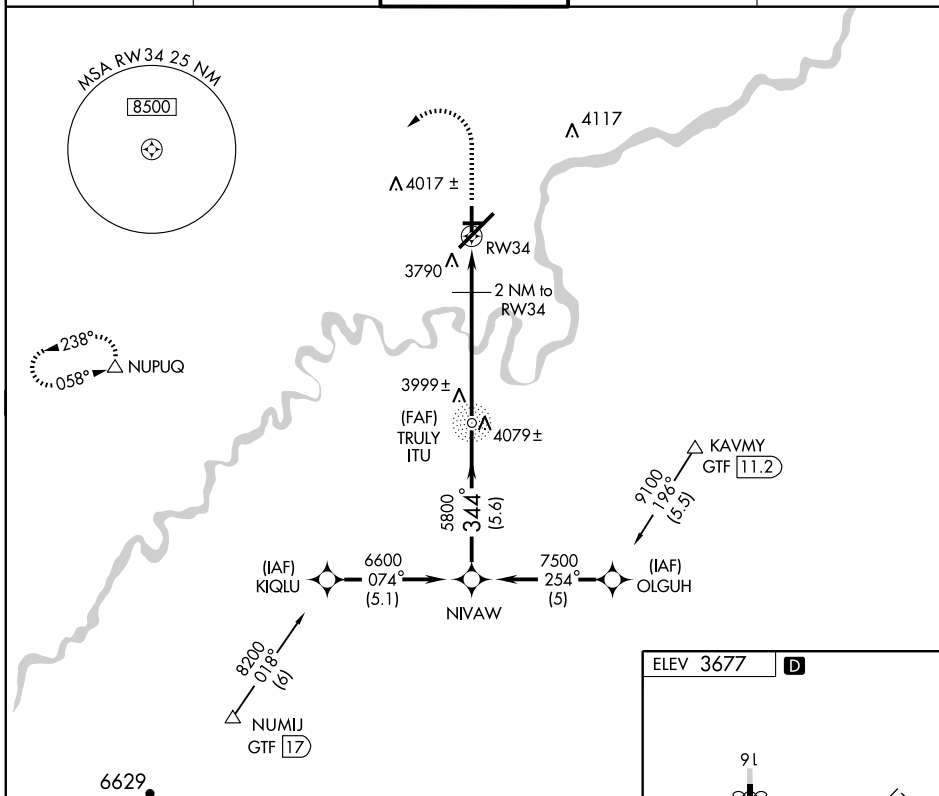 MSA RW34 25 NM
8500
4117
4017 ±
RW34
3790
2 NM to
RW34
238°
058°
NUPUQ
3999 ±
(FAF)
TRULY
ITU
4079 ±
KAVMY
GTF 11.2
9100
196°
(5.5)
5800
344°
(5.6)
(IAF)
KIQLU
6600
074°
(5.1)
NIVAW
7500
254°
(5)
(IAF)
OLGUH
8200
018°
(6)
NUMIJ
GTF 17
6629
ELEV 3677
D
16